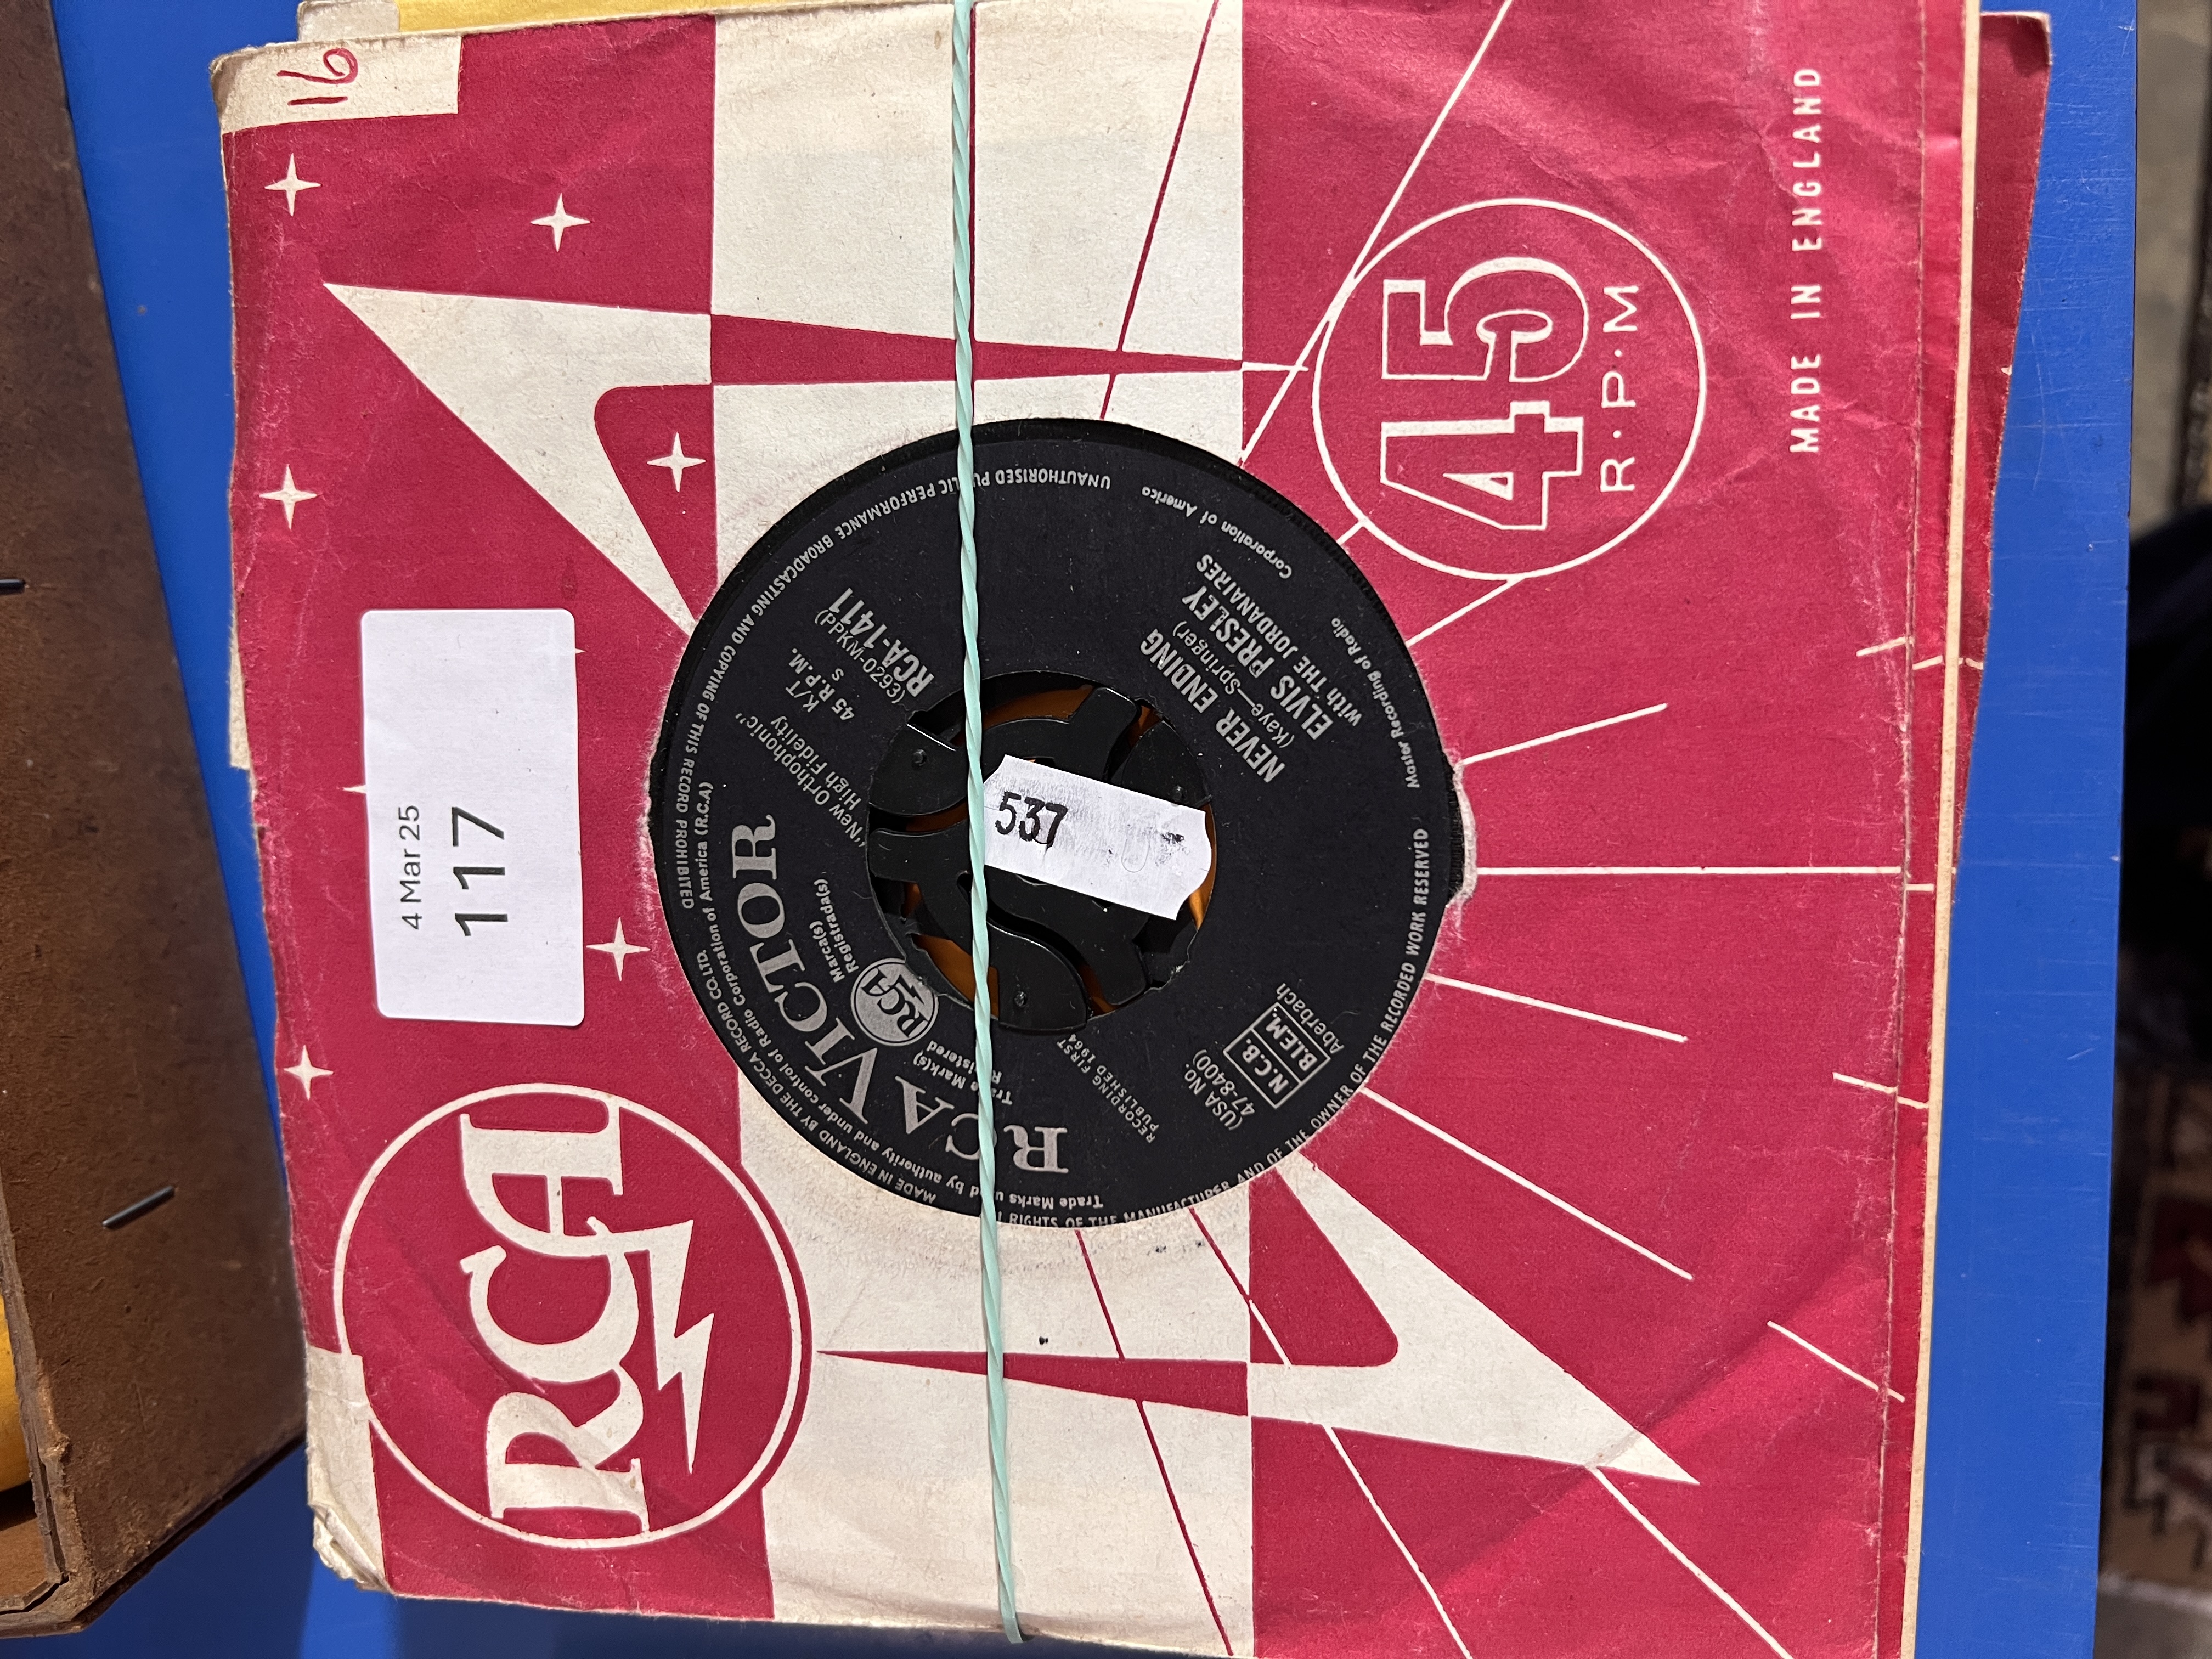 16
4 Mar 25
117
RCA
45
R.P.M
MADE IN ENGLAND
MADE IN ENGLAND BY THE DECCA RECORD CO. LTD.
UNAUTHORISED PUBLIC PERFORMANCE BROADCASTING AND COPYING OF THIS RECORD PROHIBITED
RIGHTS OF THE MANUFACTURER AND OF THE OWNER OF THE RECORDED WORK RESERVED
Trade Marks used by authority and under control of Radio Corporation of America (R.C.A)
RCA VICTOR
Trade Mark(s)
Registered
RCA
Marca(s)
Registrada(s)
"New Orthophonic"
High Fidelity
RECORDING FIRST
PUBLISHED 1964
K/T
45 R.P.M.
S
(PPKM-0293)
RCA-1411
(USA NO.
47-8400)
N.C.B.
B.I.E.M.
Aberbach
537
NEVER ENDING
(Kaye—Springer)
ELVIS PRESLEY
with THE JORDANAIRES
Master Recording of Radio Corporation of America